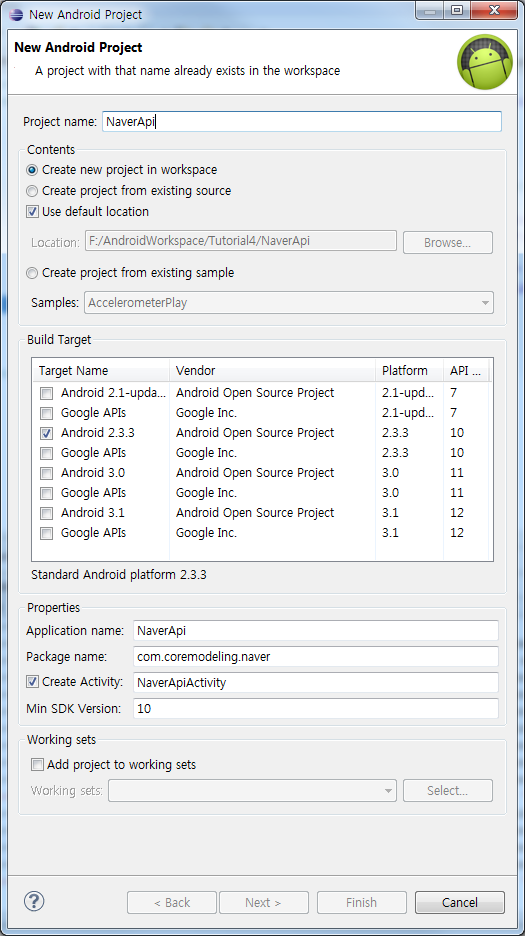 New Android Project
New Android Project
A project with that name already exists in the workspace
Project name: NaverApi
Contents
Create new project in workspace
Create project from existing source
Use default location
Location: F:/AndroidWorkspace/Tutorial4/NaverApi Browse...
Create project from existing sample
Samples: AccelerometerPlay
Build Target
Target Name Vendor Platform API ...
Android 2.1-upda... Android Open Source Project 2.1-upd... 7
Google APIs Google Inc. 2.1-upd... 7
Android 2.3.3 Android Open Source Project 2.3.3 10
Google APIs Google Inc. 2.3.3 10
Android 3.0 Android Open Source Project 3.0 11
Google APIs Google Inc. 3.0 11
Android 3.1 Android Open Source Project 3.1 12
Google APIs Google Inc. 3.1 12
Standard Android platform 2.3.3
Properties
Application name: NaverApi
Package name: com.coremodeling.naver
Create Activity: NaverApiActivity
Min SDK Version: 10
Working sets
Add project to working sets
Working sets: Select...
? < Back Next > Finish Cancel